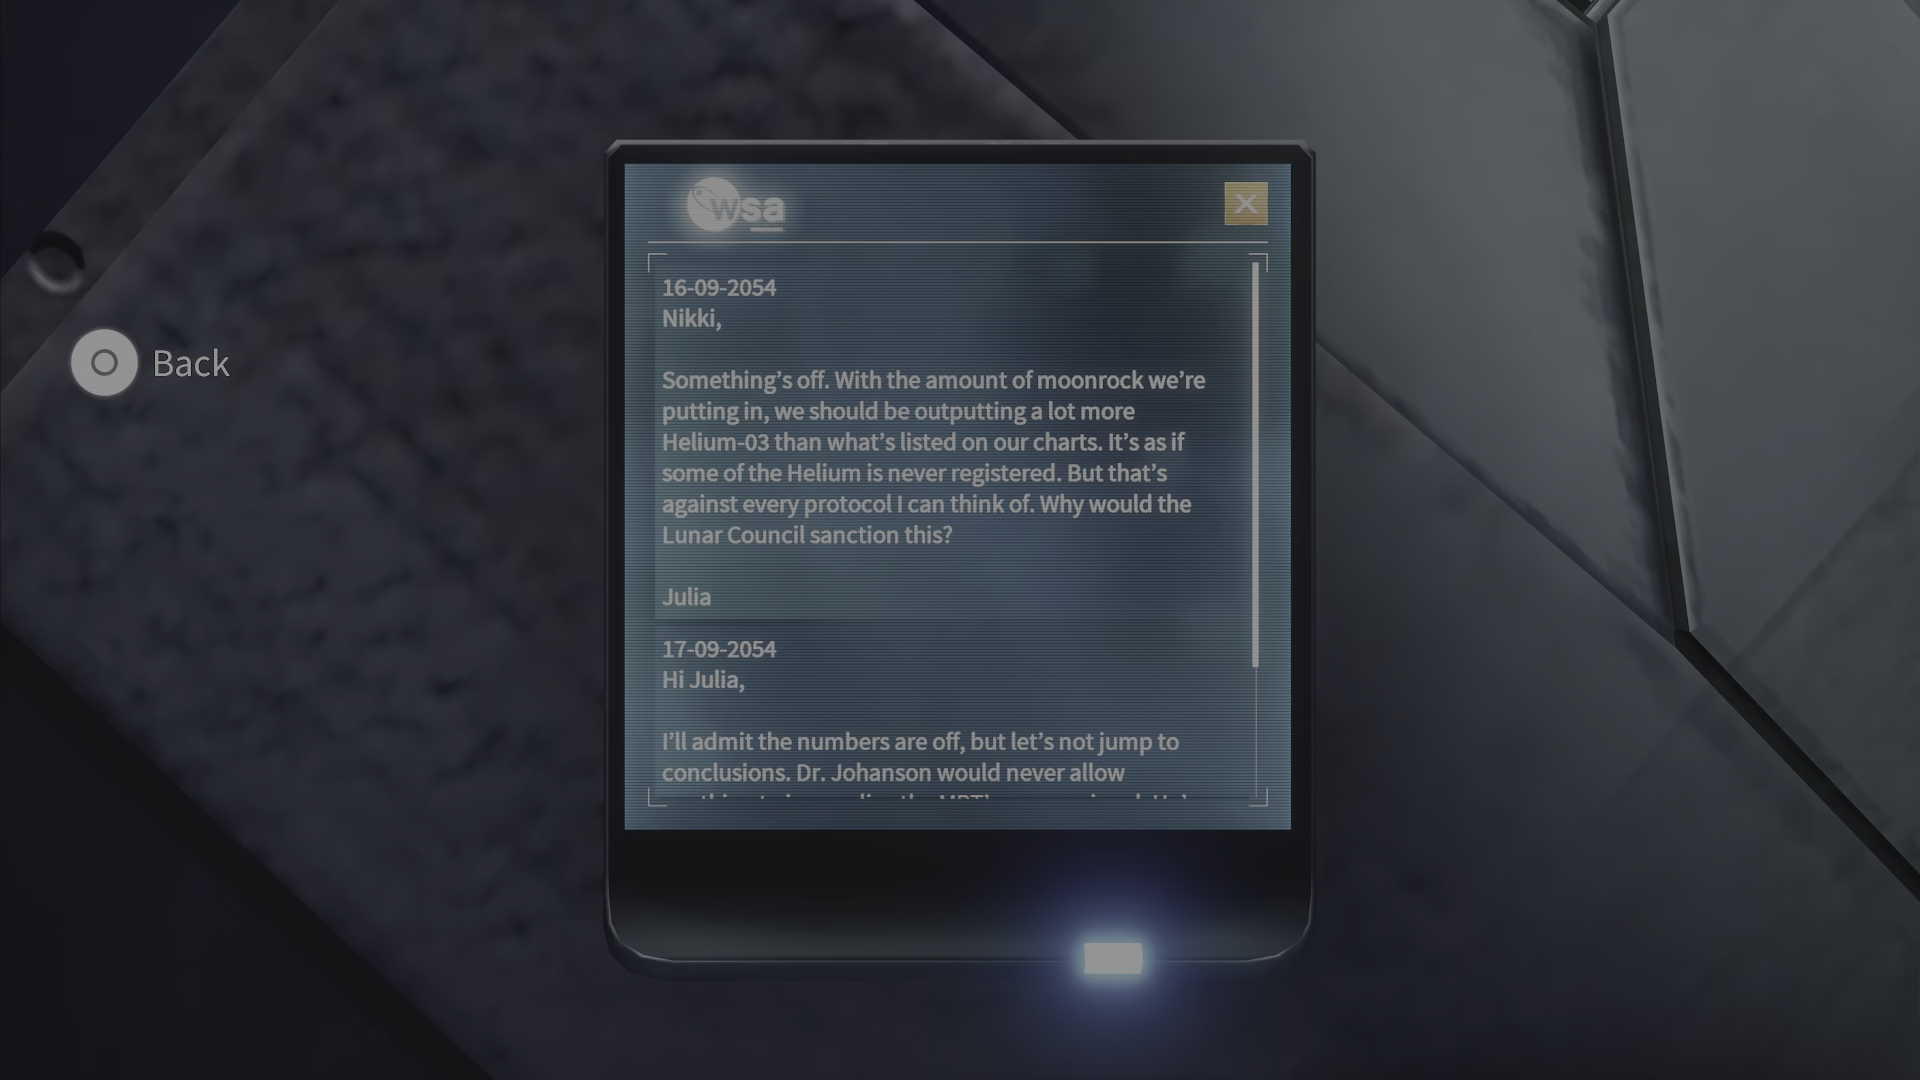 wsa
16-09-2054
Nikki,
Something's off. With the amount of moonrock we're
putting in, we should be outputting a lot more
Helium-03 than what's listed on our charts. It's as if
some of the Helium is never registered. But that's
against every protocol I can think of. Why would the
Lunar Council sanction this?
Julia
17-09-2054
Hi Julia,
I'll admit the numbers are off, but let's not jump to
conclusions. Dr. Johanson would never allow
Back